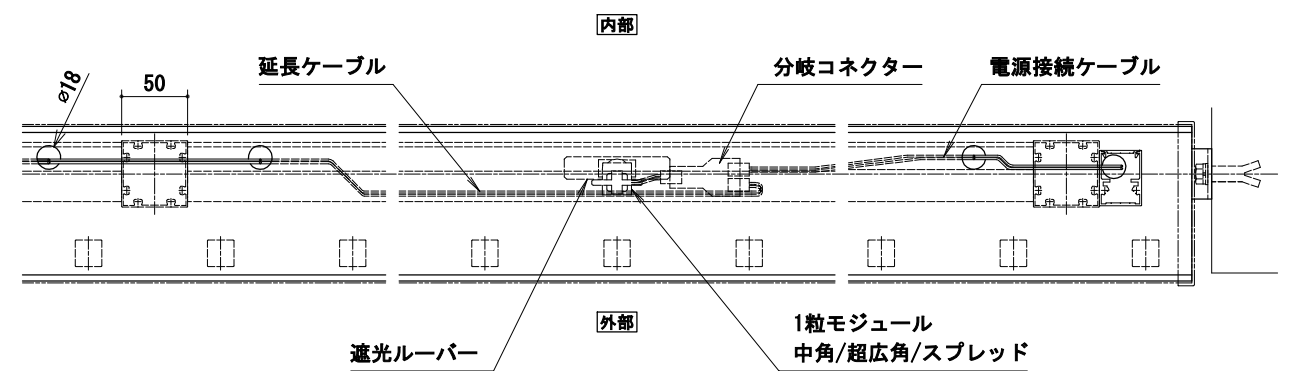 内部
延長ケーブル
分岐コネクター
電源接続ケーブル
ø18
50
外部
遮光ルーバー
1粒モジュール
中角/超広角/スプレッド